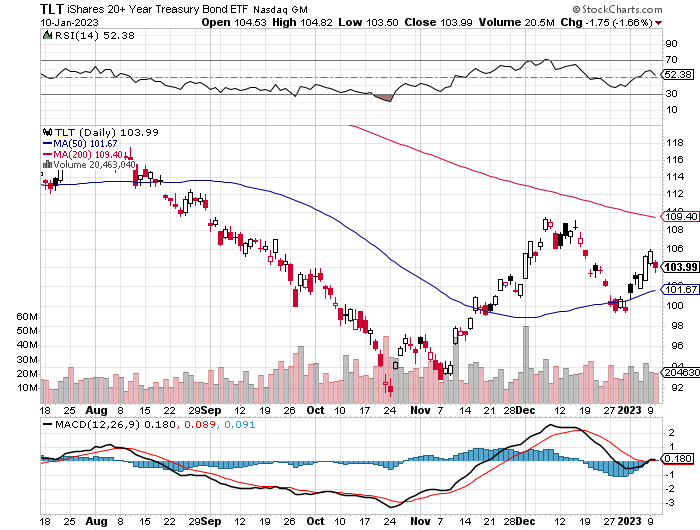 TLT iShares 20+ Year Treasury Bond ETF Nasdaq GM © StockCharts.com
10-Jan-2023 Open 104.53 High 104.82 Low 103.50 Close 103.99 Volume 20.5M Chg -1.75 (-1.66%)
RSI(14) 52.38
90
70
52.38
30
10
TLT (Daily) 103.99
MA(50) 101.67
MA(200) 109.40
Volume 20,463,040
118
116
114
112
110
109.40
108
106
103.99
101.67
100
98
96
94
92
60M
50M
40M
30M
20M
10M
204630
18 25 Aug 8 15 22 29 Sep 12 19 26 Oct 10 17 24 Nov 7 14 21 28 Dec 12 19 27 2023 9
MACD(12,26,9) 0.180, 0.089, 0.091
2
1
0.180
-1
-2
-3
18 25 Aug 8 15 22 29 Sep 12 19 26 Oct 10 17 24 Nov 7 14 21 28 Dec 12 19 27 2023 9